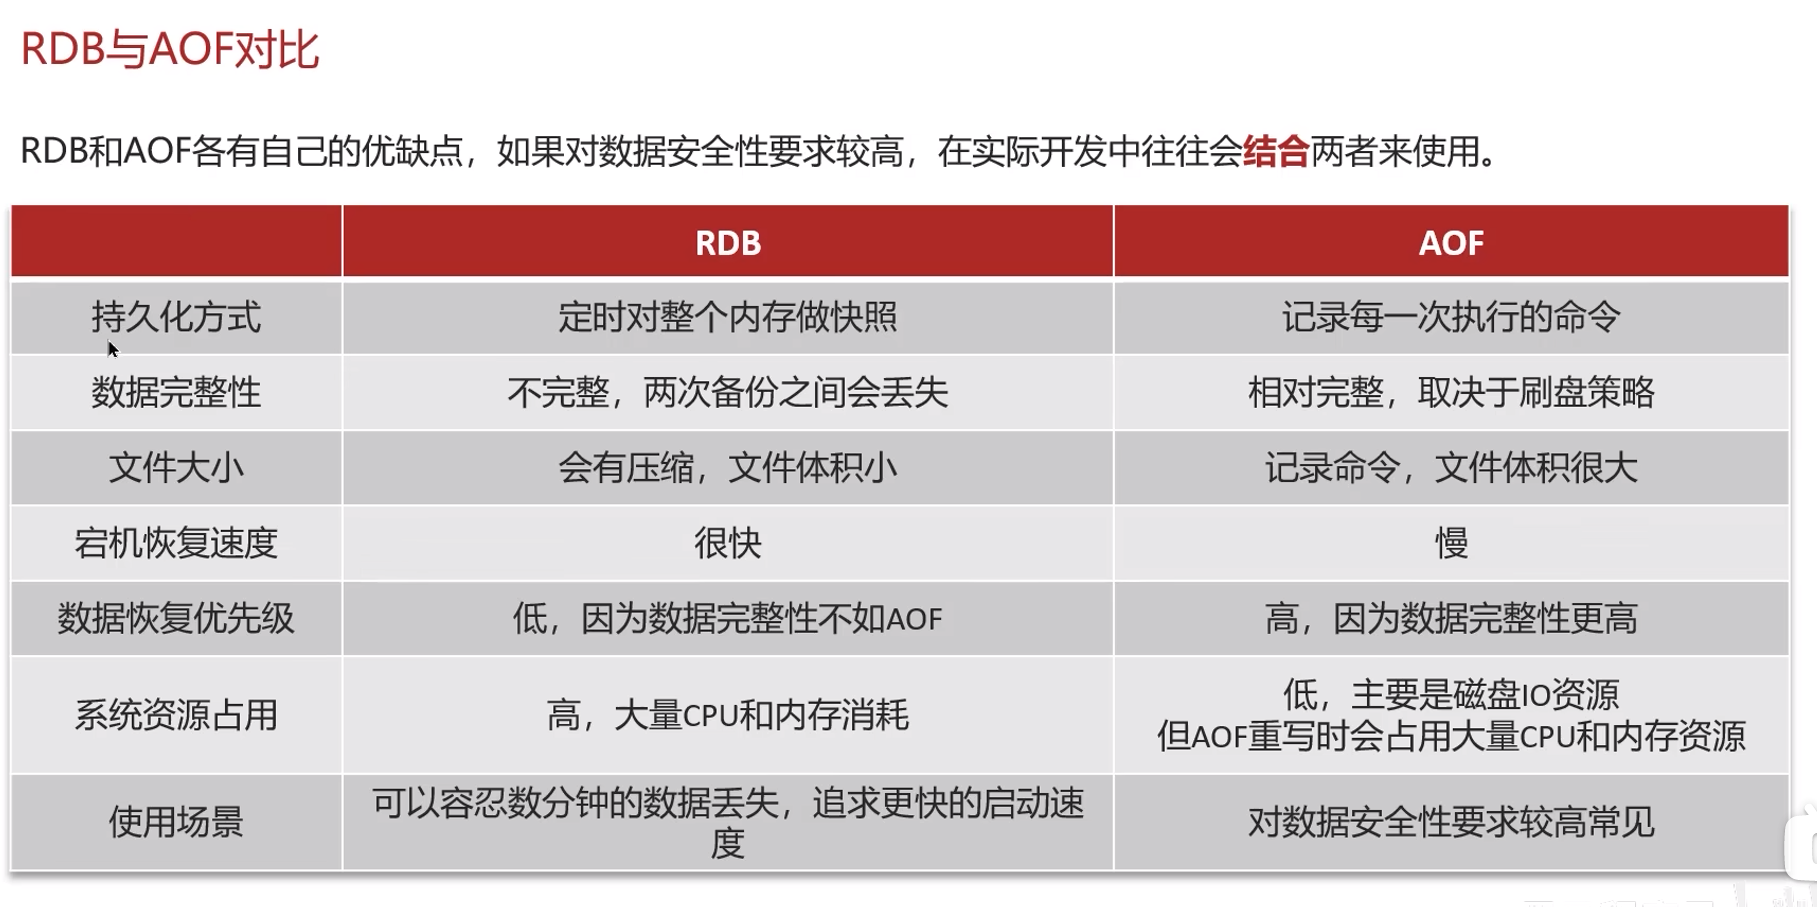 RDB与AOF对比
RDB和AOF各有自己的优缺点，如果对数据安全性要求较高，在实际开发中往往会结合两者来使用。
RDB AOF
持久化方式 定时对整个内存做快照 记录每一次执行的命令
数据完整性 不完整，两次备份之间会丢失 相对完整，取决于刷盘策略
文件大小 会有压缩，文件体积小 记录命令，文件体积很大
宕机恢复速度 很快 慢
数据恢复优先级 低，因为数据完整性不如AOF 高，因为数据完整性更高
系统资源占用 高，大量CPU和内存消耗 低，主要是磁盘IO资源
但AOF重写时会占用大量CPU和内存资源
使用场景 可以容忍数分钟的数据丢失，追求更快的启动速
度 对数据安全性要求较高常见